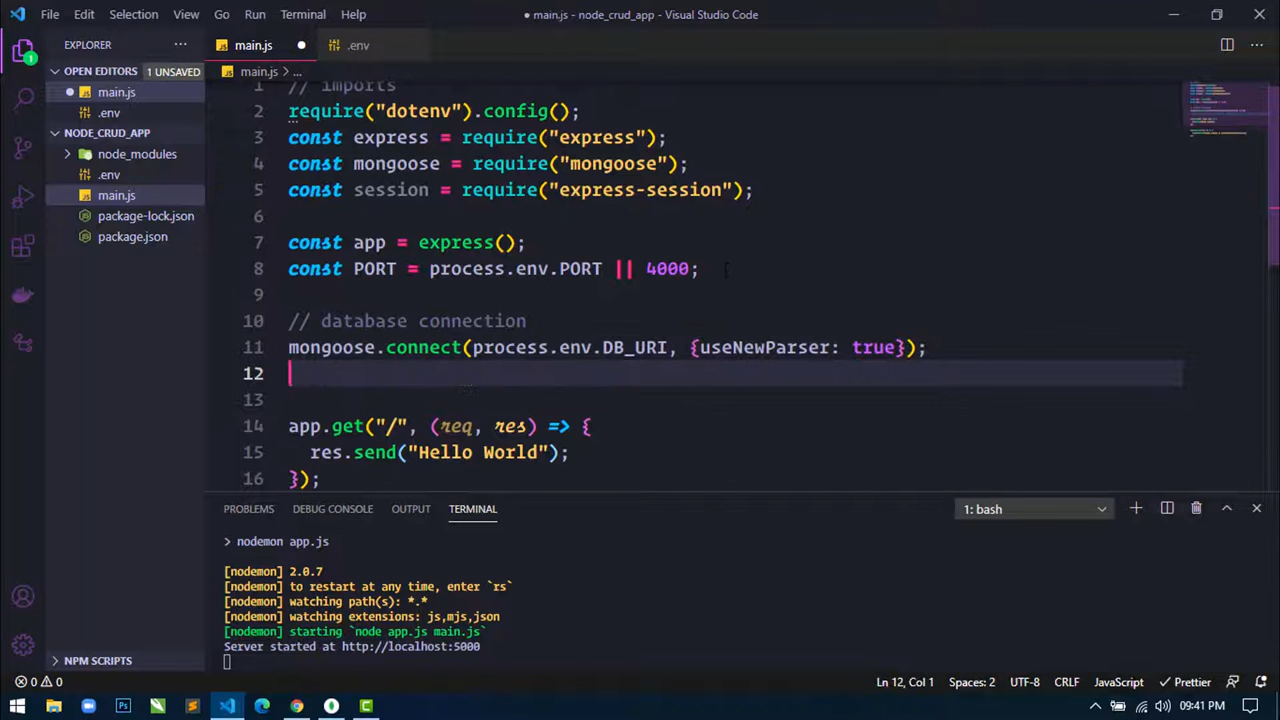 File Edit Selection View Go Run Terminal Help
● main.js - node_crud_app - Visual Studio Code
EXPLORER
OPEN EDITORS 1 UNSAVED
main.js
.env
NODE_CRUD_APP
node_modules
.env
main.js
package-lock.json
package.json
NPM SCRIPTS
1
main.js
.env
main.js > ...
1 // imports
2 require("dotenv").config();
3 const express = require("express");
4 const mongoose = require("mongoose");
5 const session = require("express-session");
6
7 const app = express();
8 const PORT = process.env.PORT || 4000;
9
10 // database connection
11 mongoose.connect(process.env.DB_URI, {useNewParser: true});
12
13
14 app.get("/", (req, res) => {
15 res.send("Hello World");
16 });
PROBLEMS DEBUG CONSOLE OUTPUT TERMINAL
1: bash
> nodemon app.js
[nodemon] 2.0.7
[nodemon] to restart at any time, enter `rs`
[nodemon] watching path(s): *.*
[nodemon] watching extensions: js,mjs,json
[nodemon] starting `node app.js main.js`
Server started at http://localhost:5000
0 0
Ln 12, Col 1 Spaces: 2 UTF-8 CRLF JavaScript Prettier
Ps
09:41 PM